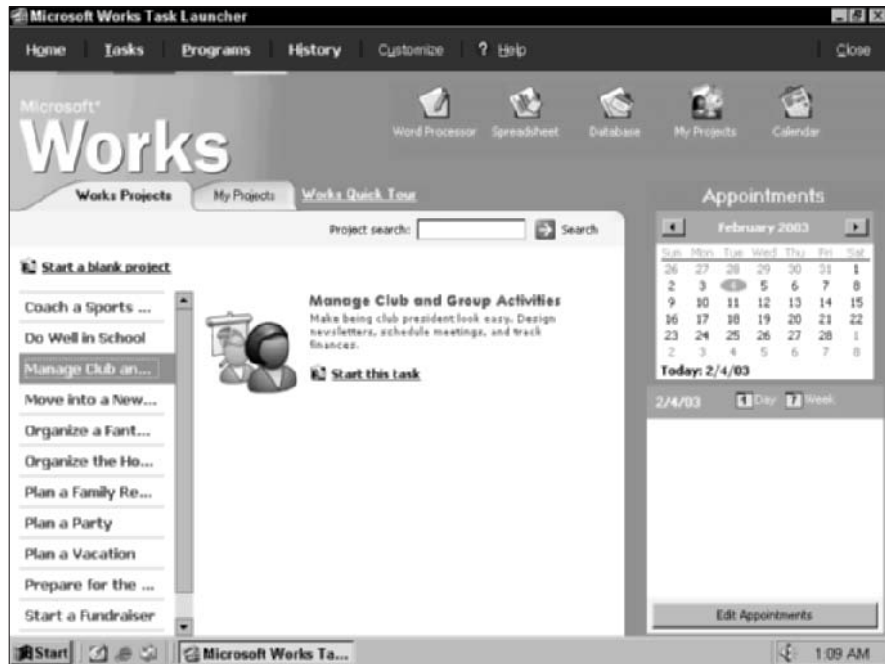 Microsoft Works Task Launcher
Home Tasks Programs History Customize ? Help Close
Microsoft®
Works
Word Processor Spreadsheet Database My Projects Calendar
Works Projects My Projects Works Quick Tour
Project search: Search
Start a blank project
Coach a Sports ...
Do Well in School
Manage Club an...
Move into a New...
Organize a Fant...
Organize the Ho...
Plan a Family Re...
Plan a Party
Plan a Vacation
Prepare for the ...
Start a Fundraiser
Manage Club and Group Activities
Make being club president look easy. Design
newsletters, schedule meetings, and track
finances.
Start this task
Appointments
February 2003
Sun Mon Tue Wed Thu Fri Sat
26 27 28 29 30 31 1
2 3 4 5 6 7 8
9 10 11 12 13 14 15
16 17 18 19 20 21 22
23 24 25 26 27 28 1
2 3 4 5 6 7 8
Today: 2/4/03
2/4/03 1 Day 7 Week
Edit Appointments
Start Microsoft Works Ta... 1:09 AM